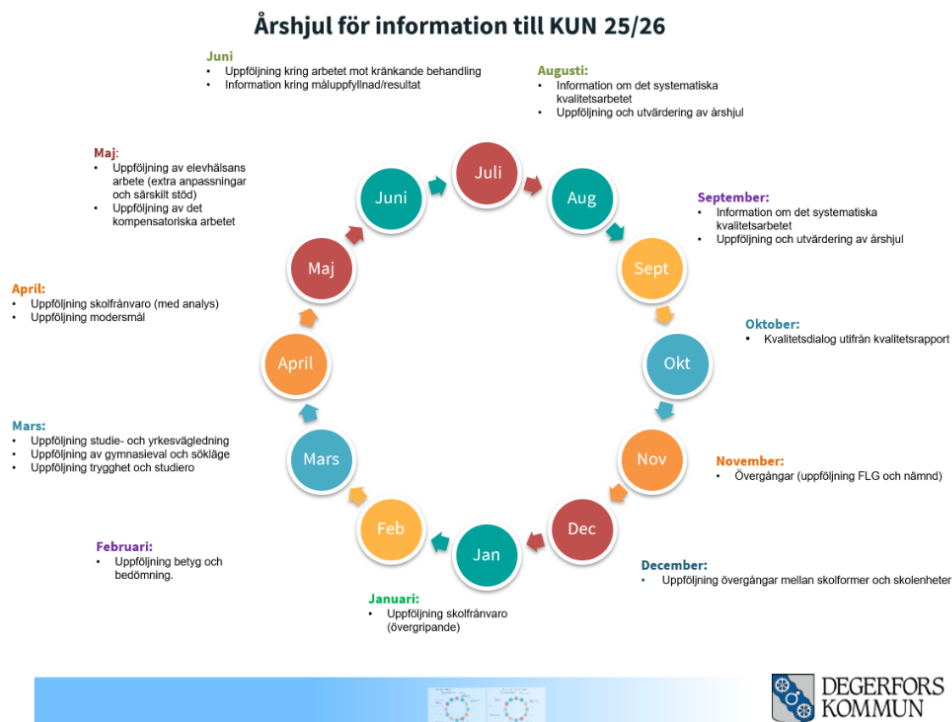 Årshjul för information till KUN 25/26
Juni
• Uppföljning kring arbetet mot kränkande behandling
• Information kring måluppfyllnad/resultat
Augusti:
• Information om det systematiska
kvalitetsarbetet
• Uppföljning och utvärdering av årshjul
Maj:
• Uppföljning av elevhälsans
arbete (extra anpassningar
och särskilt stöd)
• Uppföljning av det
kompensatoriska arbetet
September:
• Information om det systematiska
kvalitetsarbetet
• Uppföljning och utvärdering av årshjul
April:
• Uppföljning skolfrånvaro (med analys)
• Uppföljning modersmål
Oktober:
• Kvalitetsdialog utifrån kvalitetsrapport
Mars:
• Uppföljning studie- och yrkesvägledning
• Uppföljning av gymnasieval och sökläge
• Uppföljning trygghet och studiero
November:
• Övergångar (uppföljning FLG och nämnd)
Februari:
• Uppföljning betyg och
bedömning.
December:
• Uppföljning övergångar mellan skolformer och skolenheter
Januari:
• Uppföljning skolfrånvaro
(övergripande)
Juli
Aug
Sept
Okt
Nov
Dec
Jan
Feb
Mars
April
Maj
Juni
DEGERFORS
KOMMUN